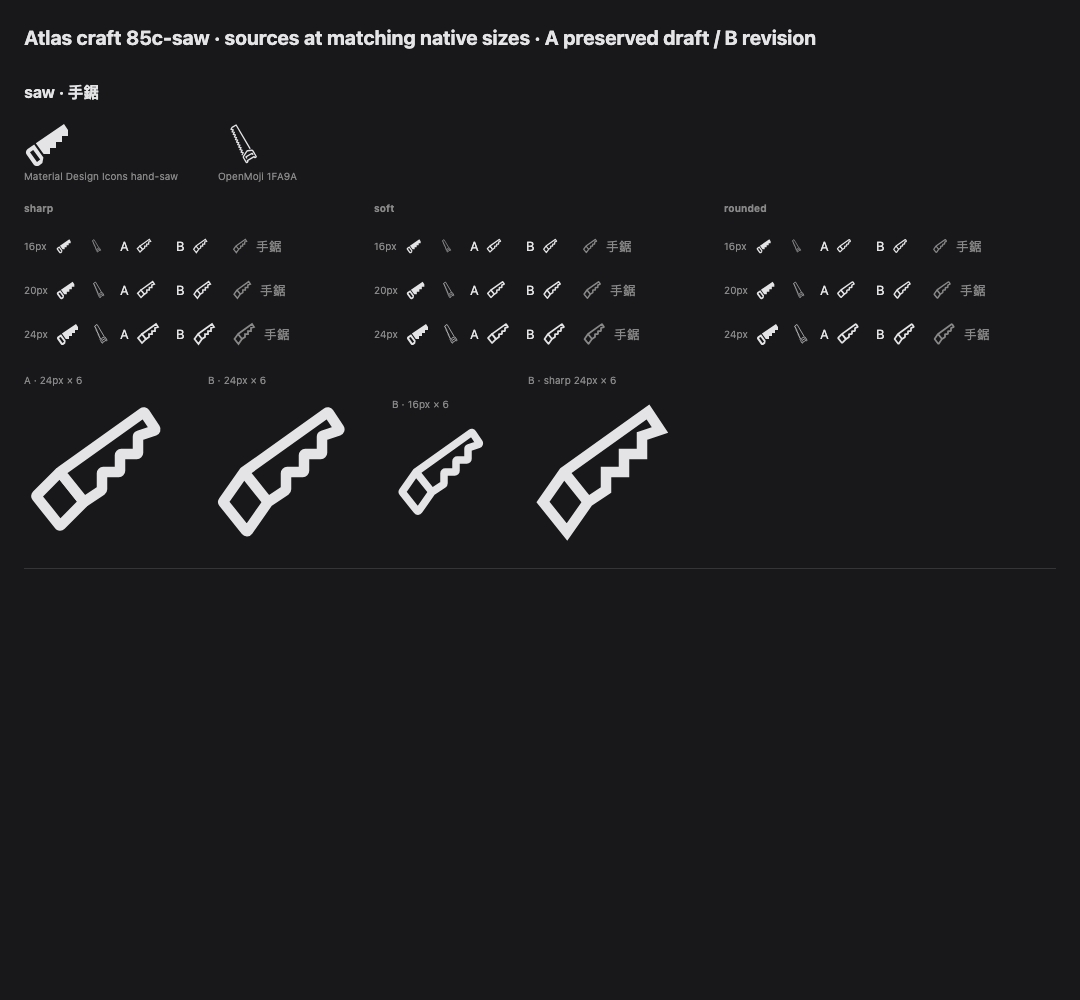 Atlas craft 85c-saw · sources at matching native sizes · A preserved draft / B revision
saw · 手鋸
Material Design Icons hand-saw
OpenMoji 1FA9A
sharp
soft
rounded
16px A B 手鋸
16px A B 手鋸
16px A B 手鋸
20px A B 手鋸
20px A B 手鋸
20px A B 手鋸
24px A B 手鋸
24px A B 手鋸
24px A B 手鋸
A · 24px × 6
B · 24px × 6
B · 16px × 6
B · sharp 24px × 6